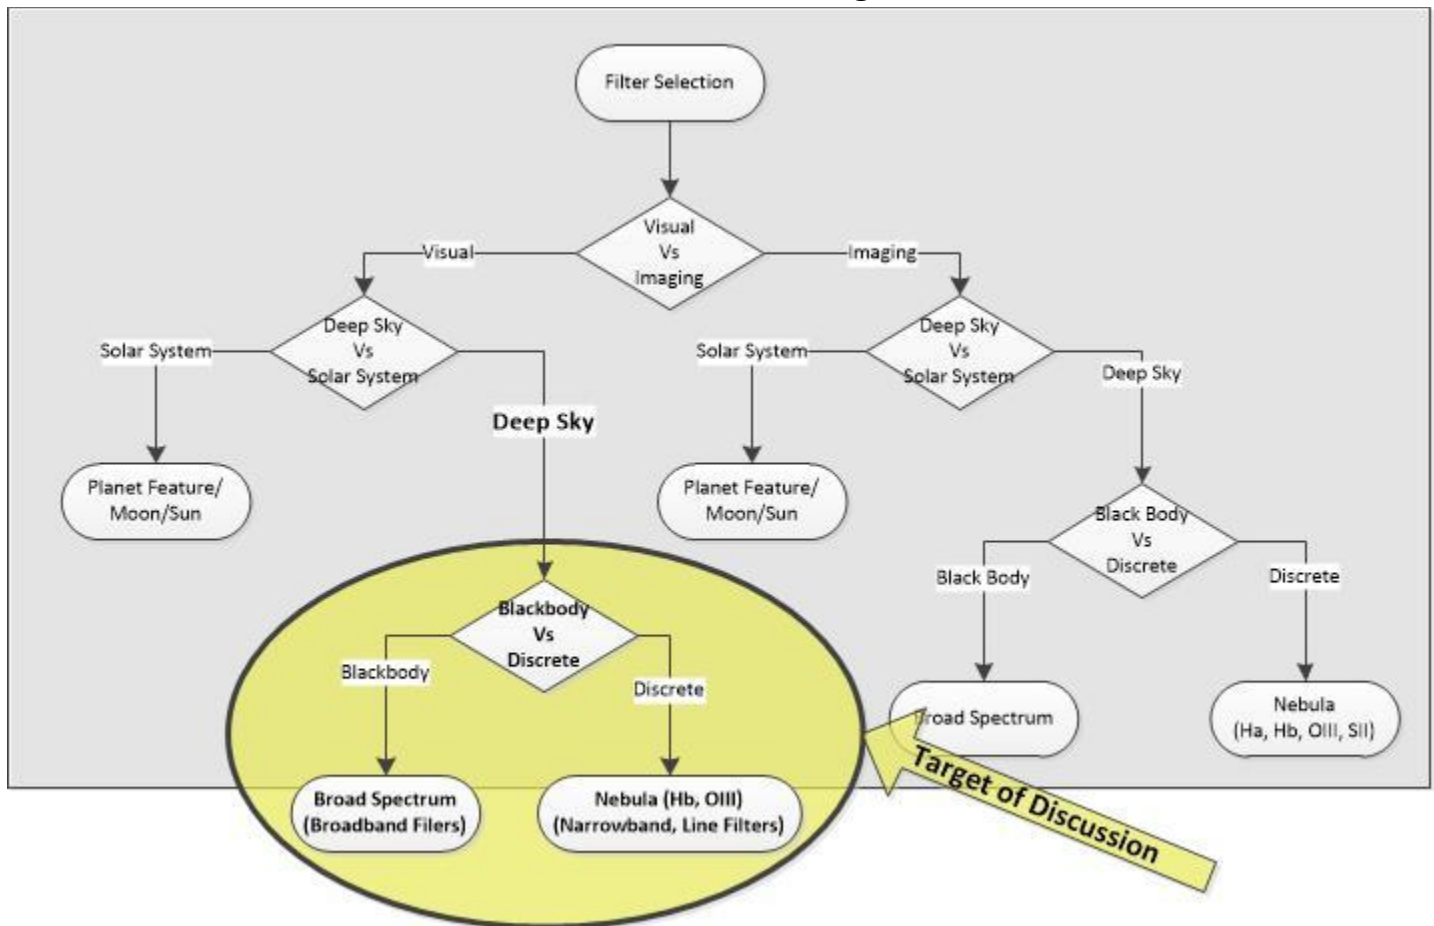 Filter Selection
Visual
Vs
Imaging
Visual
Imaging
Deep Sky
Vs
Solar System
Deep Sky
Vs
Solar System
Solar System
Deep Sky
Solar System
Deep Sky
Planet Feature/
Moon/Sun
Planet Feature/
Moon/Sun
Black Body
Vs
Discrete
Black Body
Discrete
Blackbody
Vs
Discrete
Blackbody
Discrete
Broad Spectrum
Nebula
(Ha, Hb, OIII, SII)
Target of Discussion
Broad Spectrum
(Broadband Filers)
Nebula (Hb, OIII)
(Narrowband, Line Filters)